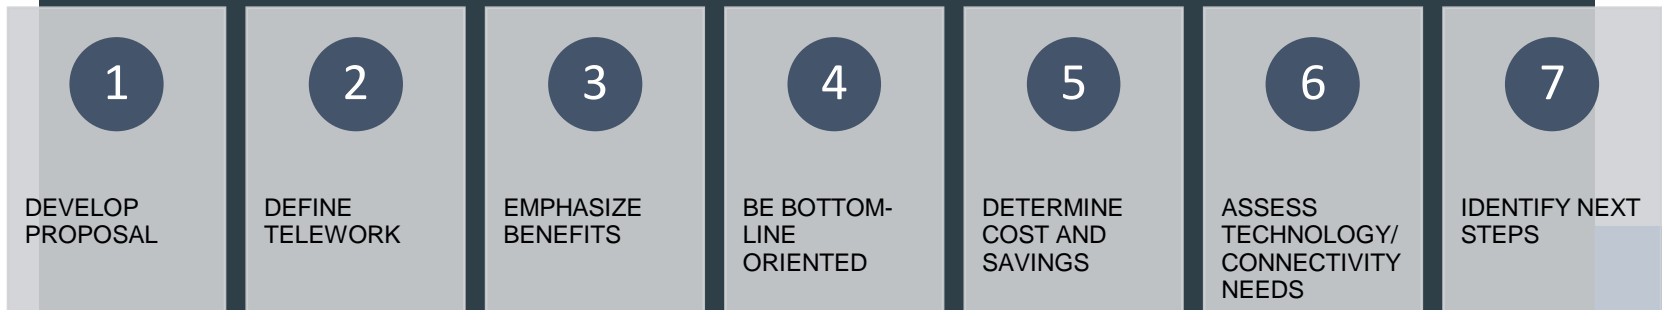 1
DEVELOP
PROPOSAL
2
DEFINE
TELEWORK
3
EMPHASIZE
BENEFITS
4
BE BOTTOM-
LINE
ORIENTED
5
DETERMINE
COST AND
SAVINGS
6
ASSESS
TECHNOLOGY/
CONNECTIVITY
NEEDS
7
IDENTIFY NEXT
STEPS